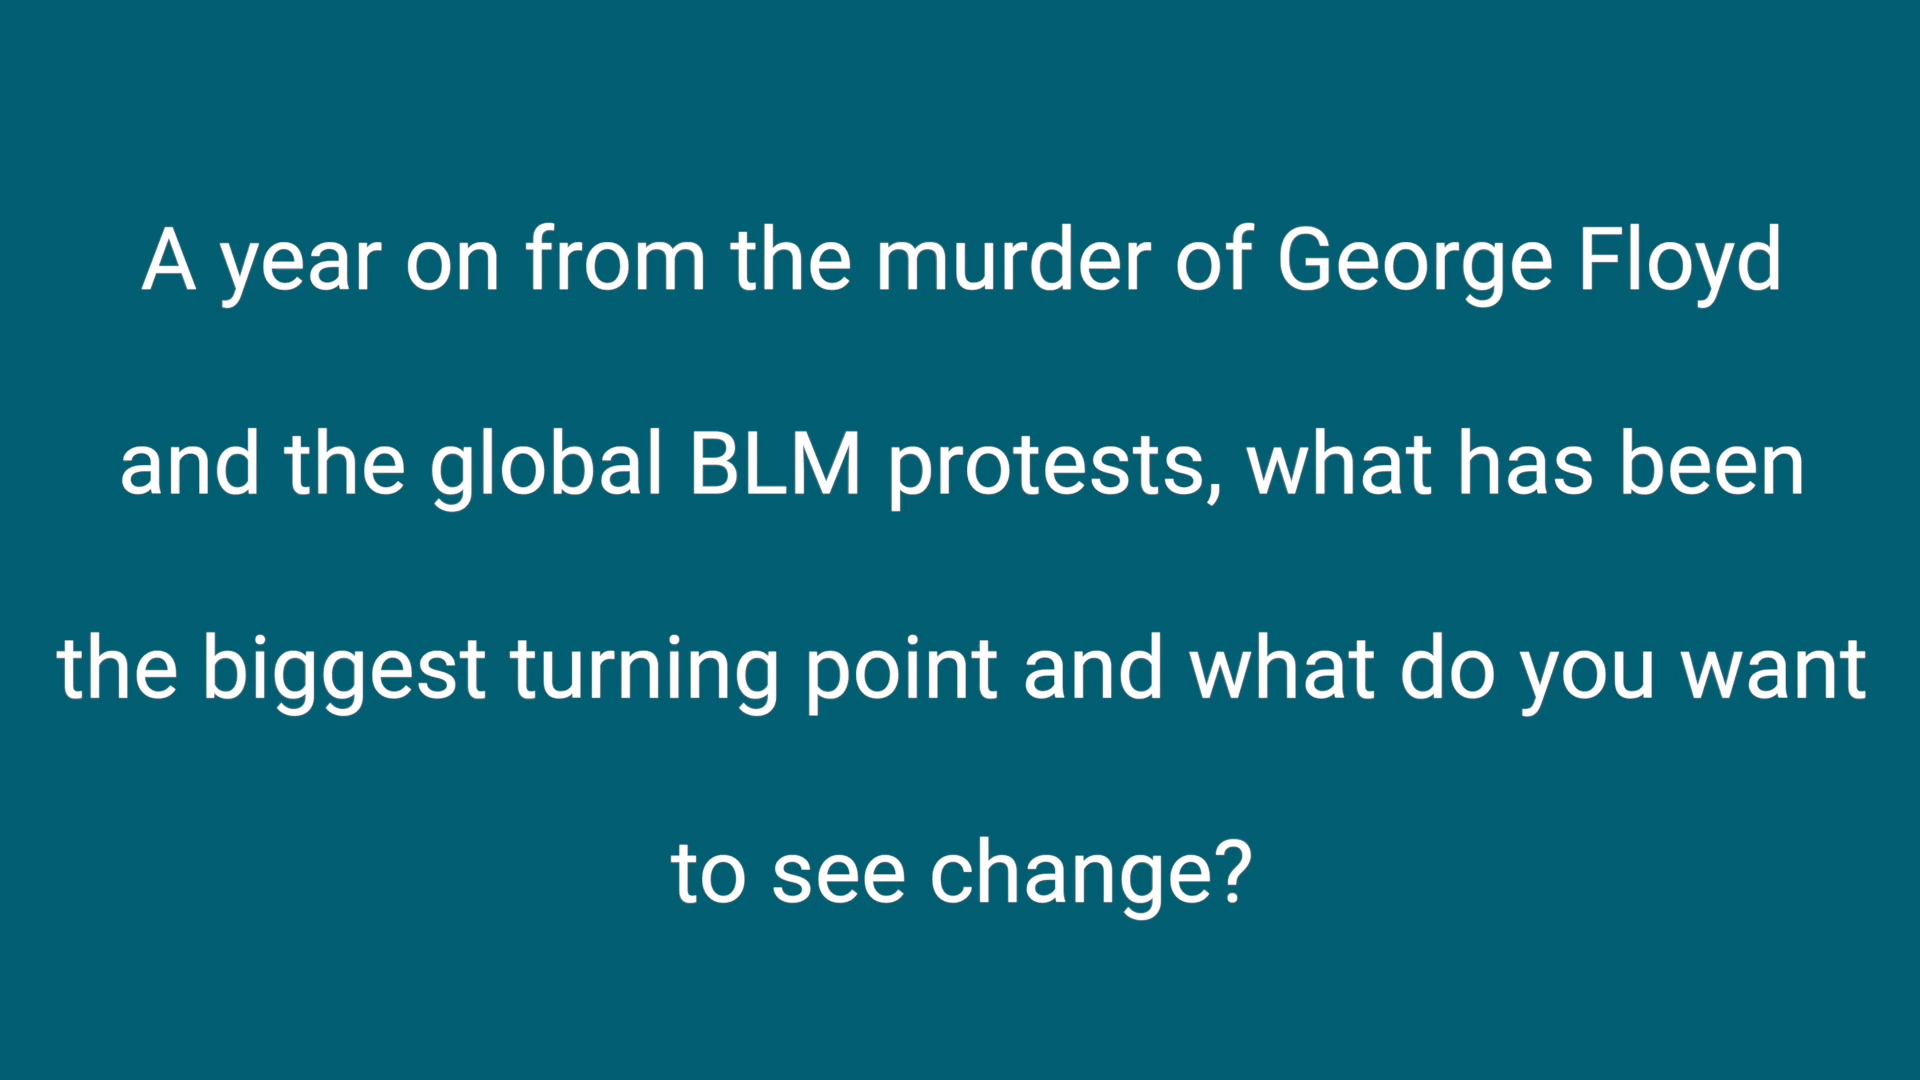 A year on from the murder of George Floyd
and the global BLM protests, what has been
the biggest turning point and what do you want
to see change?